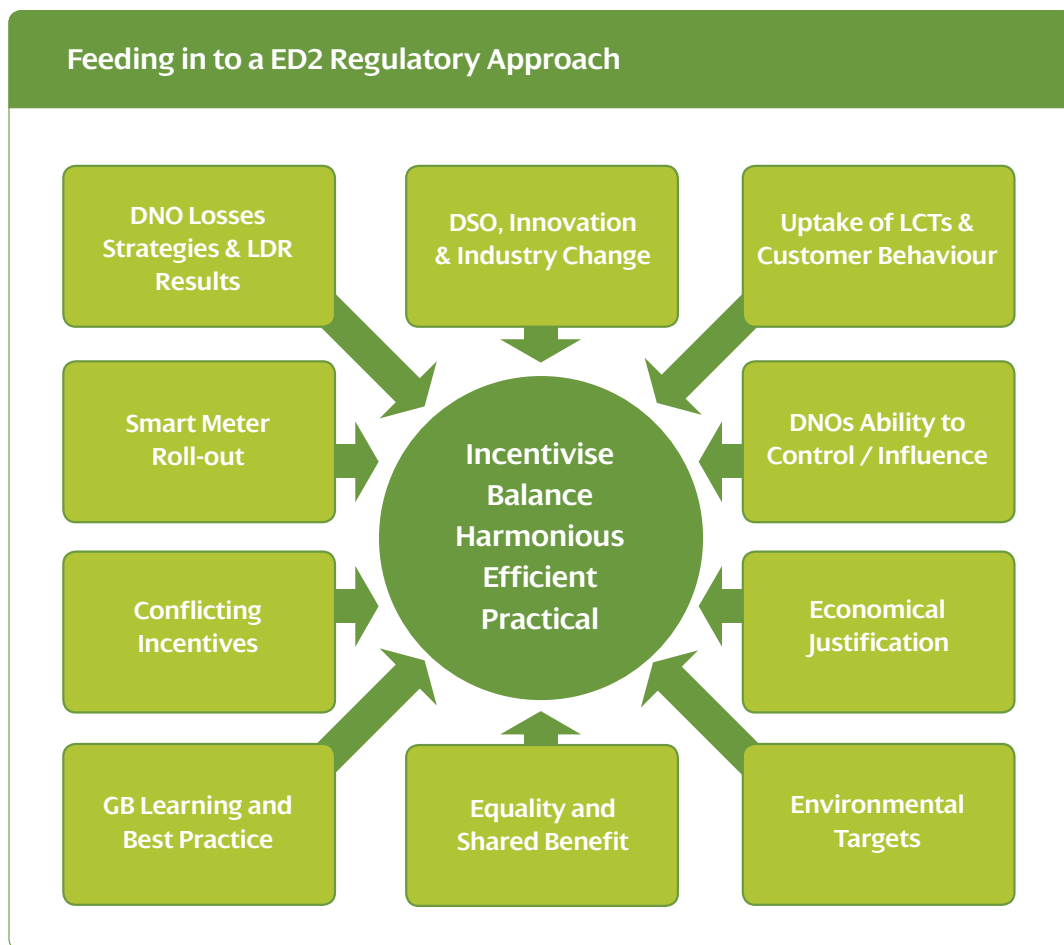 Feeding in to a ED2 Regulatory Approach
DNO Losses
Strategies & LDR
Results
DSO, Innovation
& Industry Change
Uptake of LCTs &
Customer Behaviour
Smart Meter
Roll-out
Incentivise
Balance
Harmonious
Efficient
Practical
DNOs Ability to
Control / Influence
Conflicting
Incentives
Economical
Justification
GB Learning and
Best Practice
Equality and
Shared Benefit
Environmental
Targets